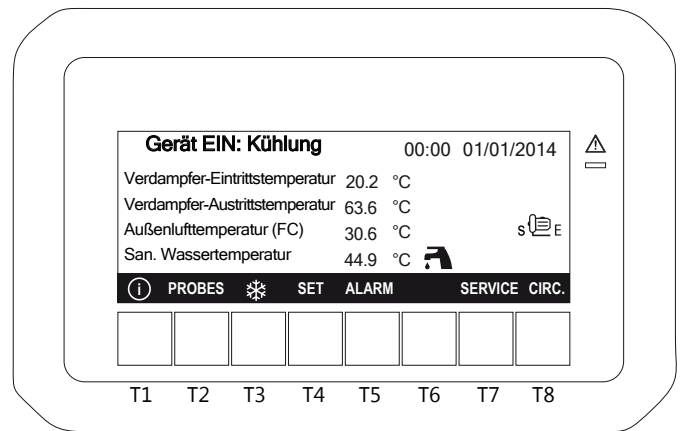 Gerät EIN: Kühlung 00:00 01/01/2014
Verdampfer-Eintrittstemperatur 20.2 °C
Verdampfer-Austrittstemperatur 63.6 °C
Außenlufttemperatur (FC) 30.6 °C S E
San. Wassertemperatur 44.9 °C
i PROBES SET ALARM SERVICE CIRC.
T1 T2 T3 T4 T5 T6 T7 T8